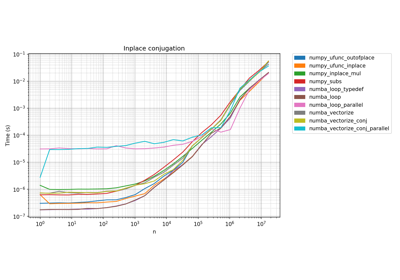 Inplace conjugation
Time (s)
10⁻¹
10⁻²
10⁻³
10⁻⁴
10⁻⁵
10⁻⁶
10⁻⁷
10⁰
10¹
10²
10³
10⁴
10⁵
10⁶
10⁷
n
numpy_ufunc_outofplace
numpy_ufunc_inplace
numpy_inplace_mul
numpy_subs
numba_loop_typedef
numba_loop
numba_loop_parallel
numba_vectorize
numba_vectorize_conj
numba_vectorize_conj_parallel